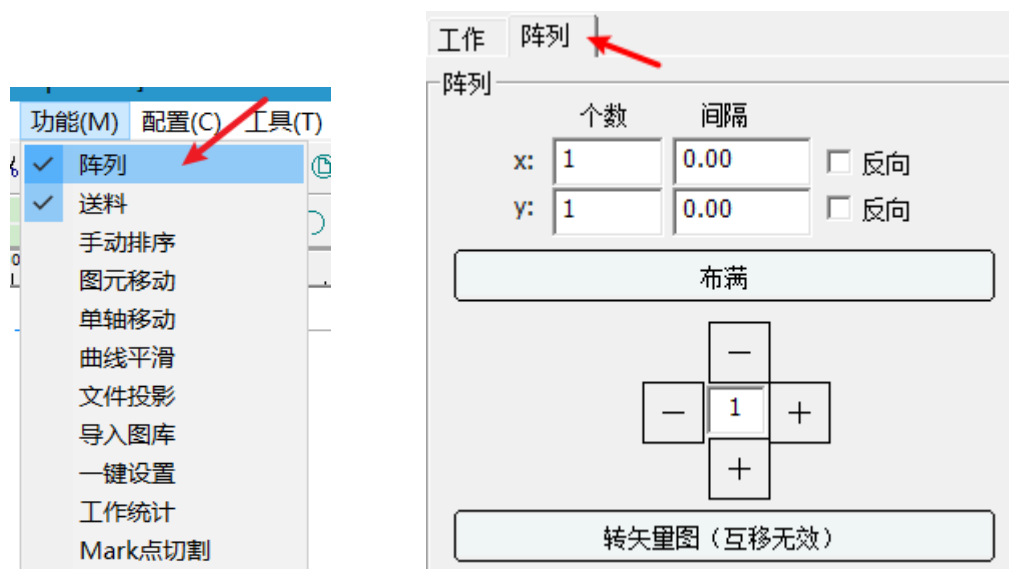 功能(M) 配置(C) 工具(T)
阵列
送料
手动排序
图元移动
单轴移动
曲线平滑
文件投影
导入图库
一键设置
工作统计
Mark点切割
工作 阵列
阵列
个数 间隔
x: 1 0.00 反向
y: 1 0.00 反向
布满
—
— 1 +
+
转矢量图（互移无效）